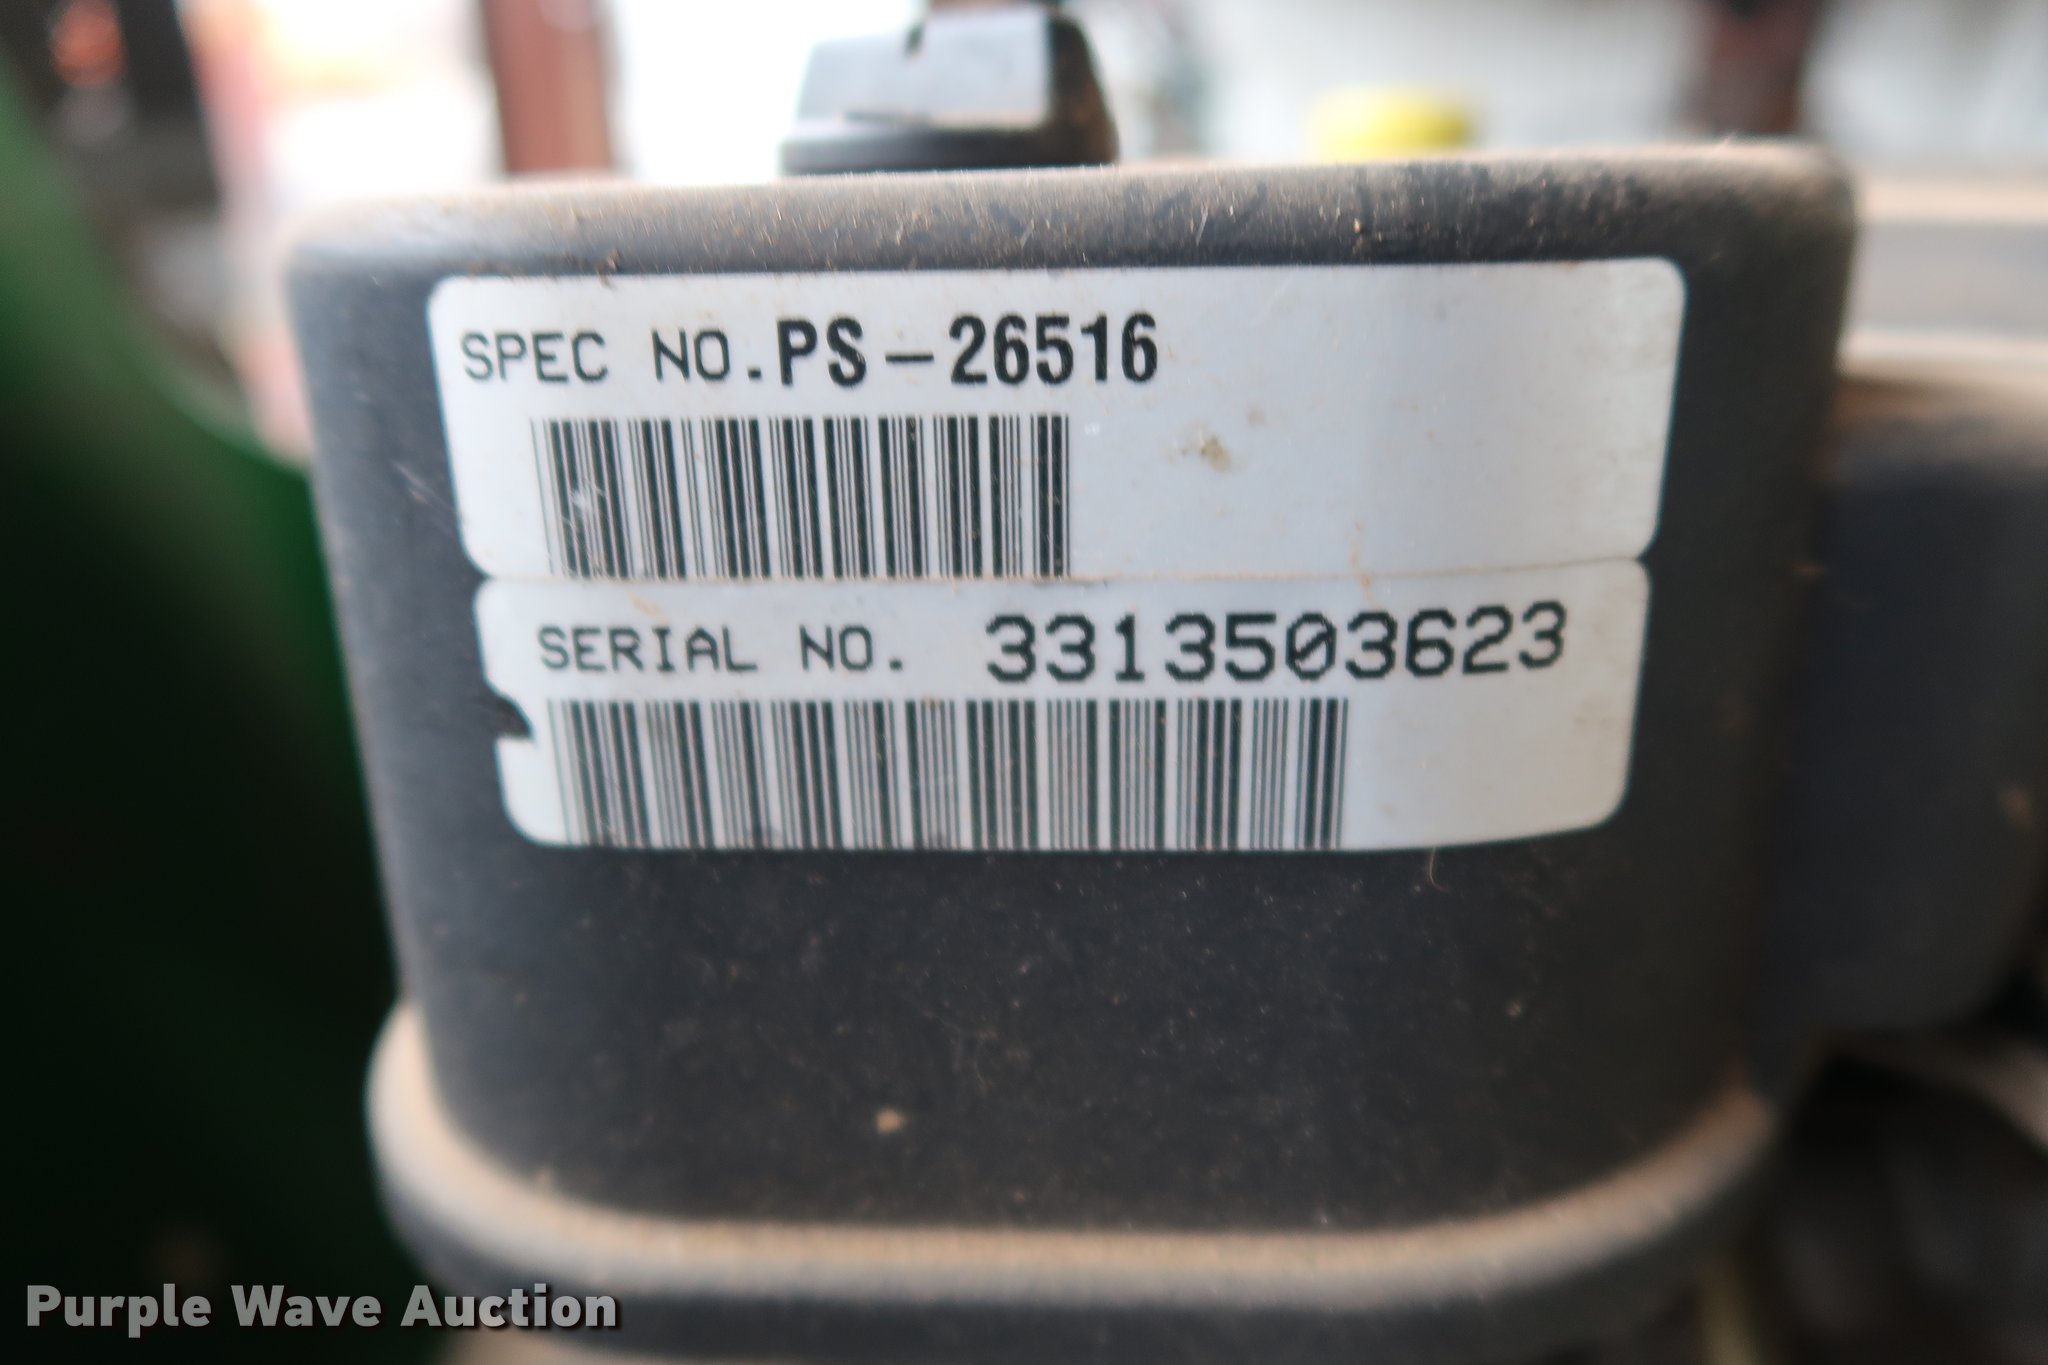 SPEC NO. PS-26516
SERIAL NO. 3313503623
Purple Wave Auction